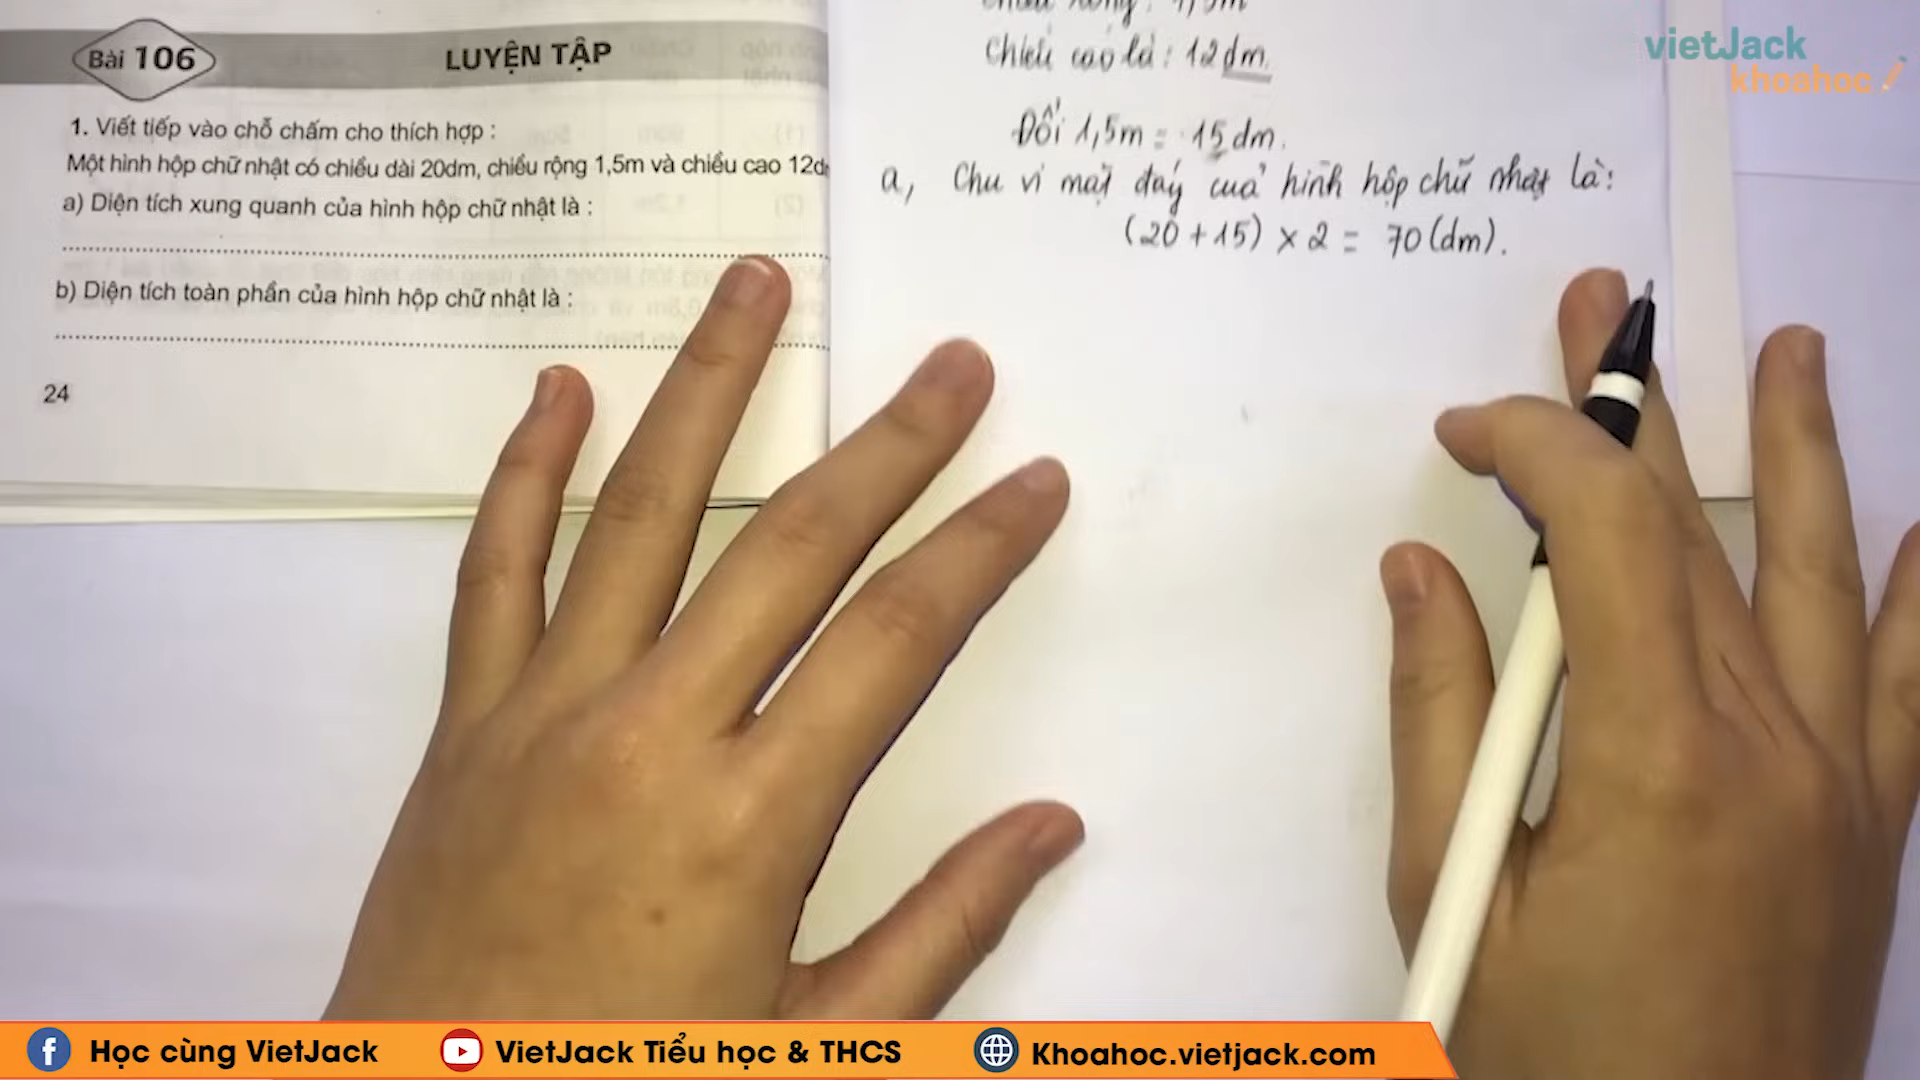 Bài 106
LUYỆN TẬP
1. Viết tiếp vào chỗ chấm cho thích hợp :
Một hình hộp chữ nhật có chiều dài 20dm, chiều rộng 1,5m và chiều cao 12d
a) Diện tích xung quanh của hình hộp chữ nhật là :
b) Diện tích toàn phần của hình hộp chữ nhật là :
24
Chiều cao là : 12dm.
Đổi 1,5m = 15dm.
a, Chu vi mặt đáy của hình hộp chữ nhật là:
(20 + 15) × 2 = 70 (dm).
vietJack
khoahoc
Học cùng VietJack
VietJack Tiểu học & THCS
Khoahoc.vietjack.com